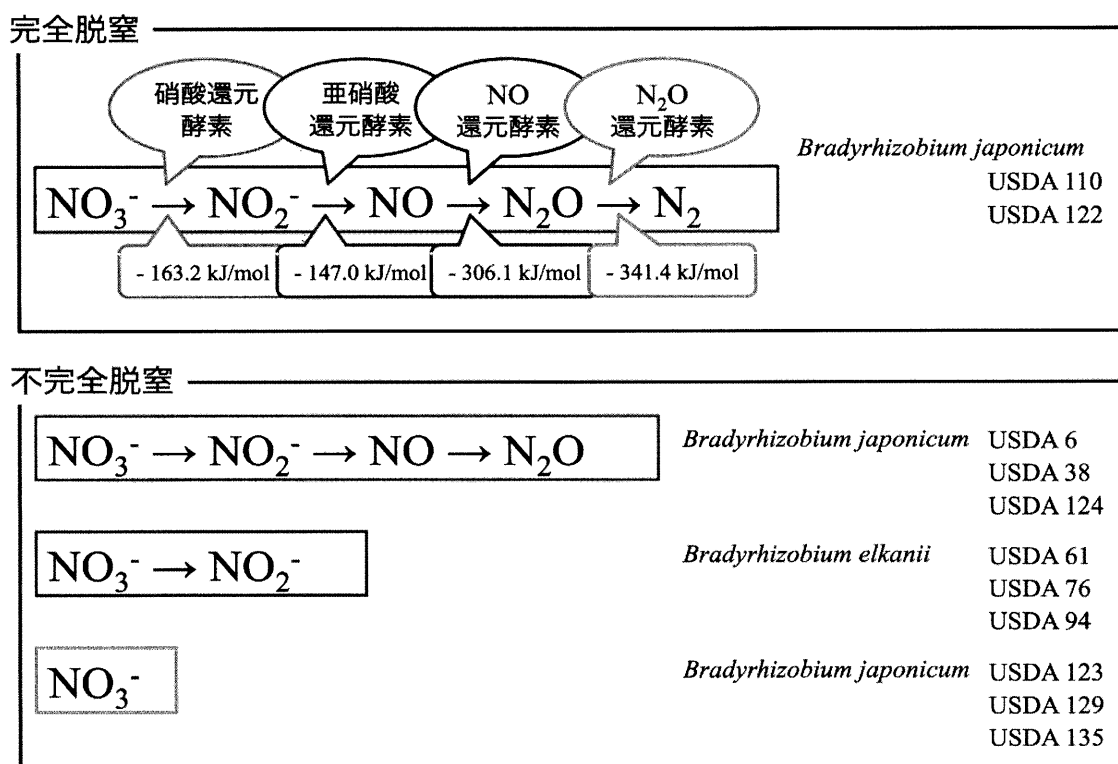 完全脱窒
硝酸還元
酵素
亜硝酸
還元酵素
NO
還元酵素
N₂O
還元酵素
NO₃⁻ → NO₂⁻ → NO → N₂O → N₂
- 163.2 kJ/mol
- 147.0 kJ/mol
- 306.1 kJ/mol
- 341.4 kJ/mol
Bradyrhizobium japonicum
USDA 110
USDA 122
不完全脱窒
NO₃⁻ → NO₂⁻ → NO → N₂O
Bradyrhizobium japonicum USDA 6
USDA 38
USDA 124
NO₃⁻ → NO₂⁻
Bradyrhizobium elkanii USDA 61
USDA 76
USDA 94
NO₃⁻
Bradyrhizobium japonicum USDA 123
USDA 129
USDA 135